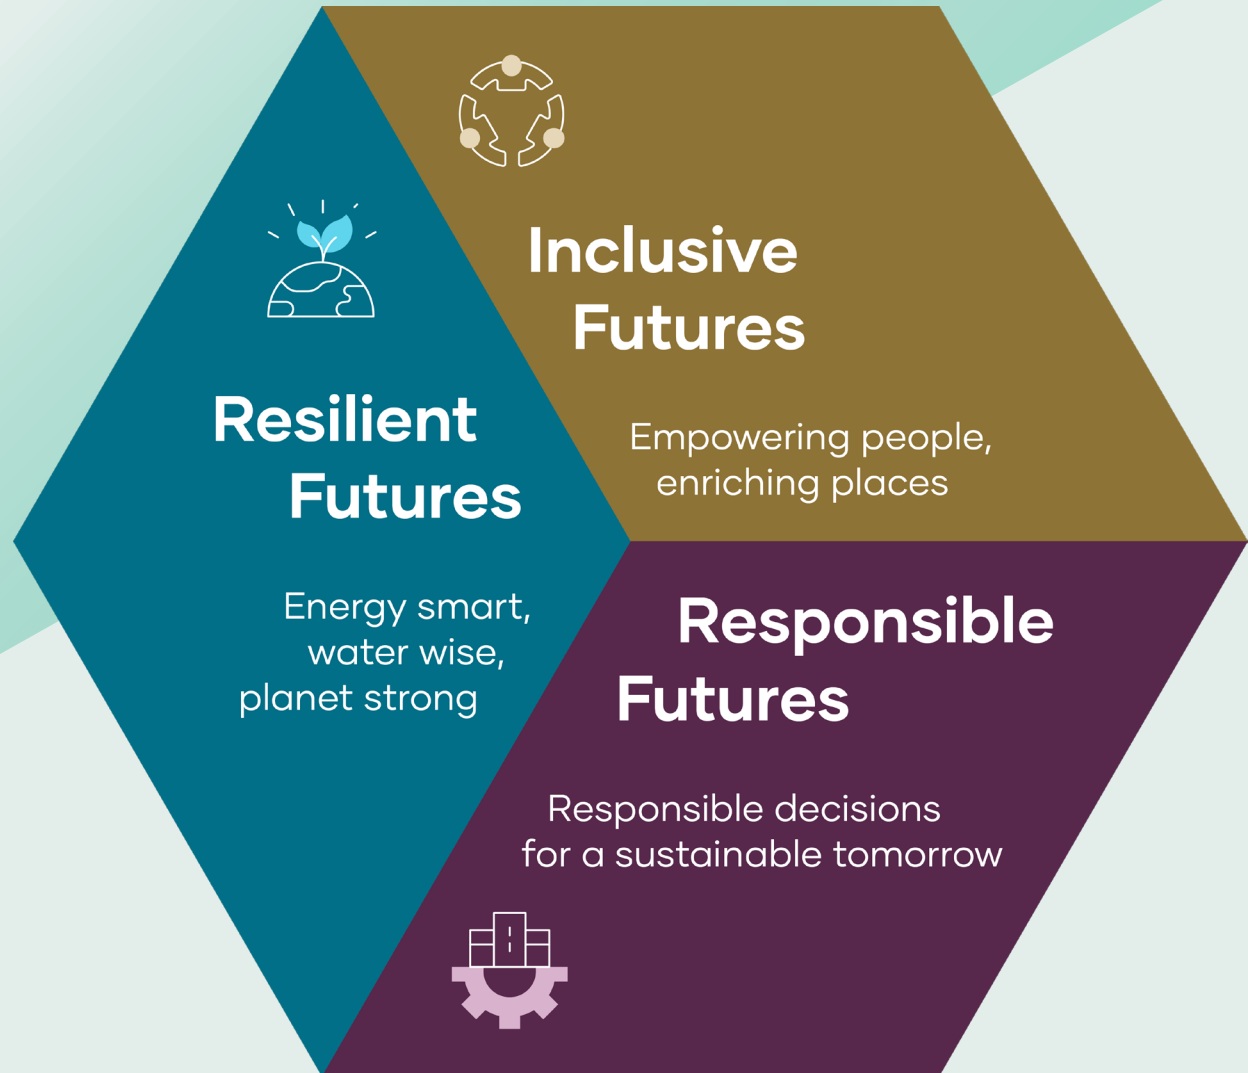 Inclusive
Futures
Empowering people,
enriching places
Resilient
Futures
Energy smart,
water wise,
planet strong
Responsible
Futures
Responsible decisions
for a sustainable tomorrow